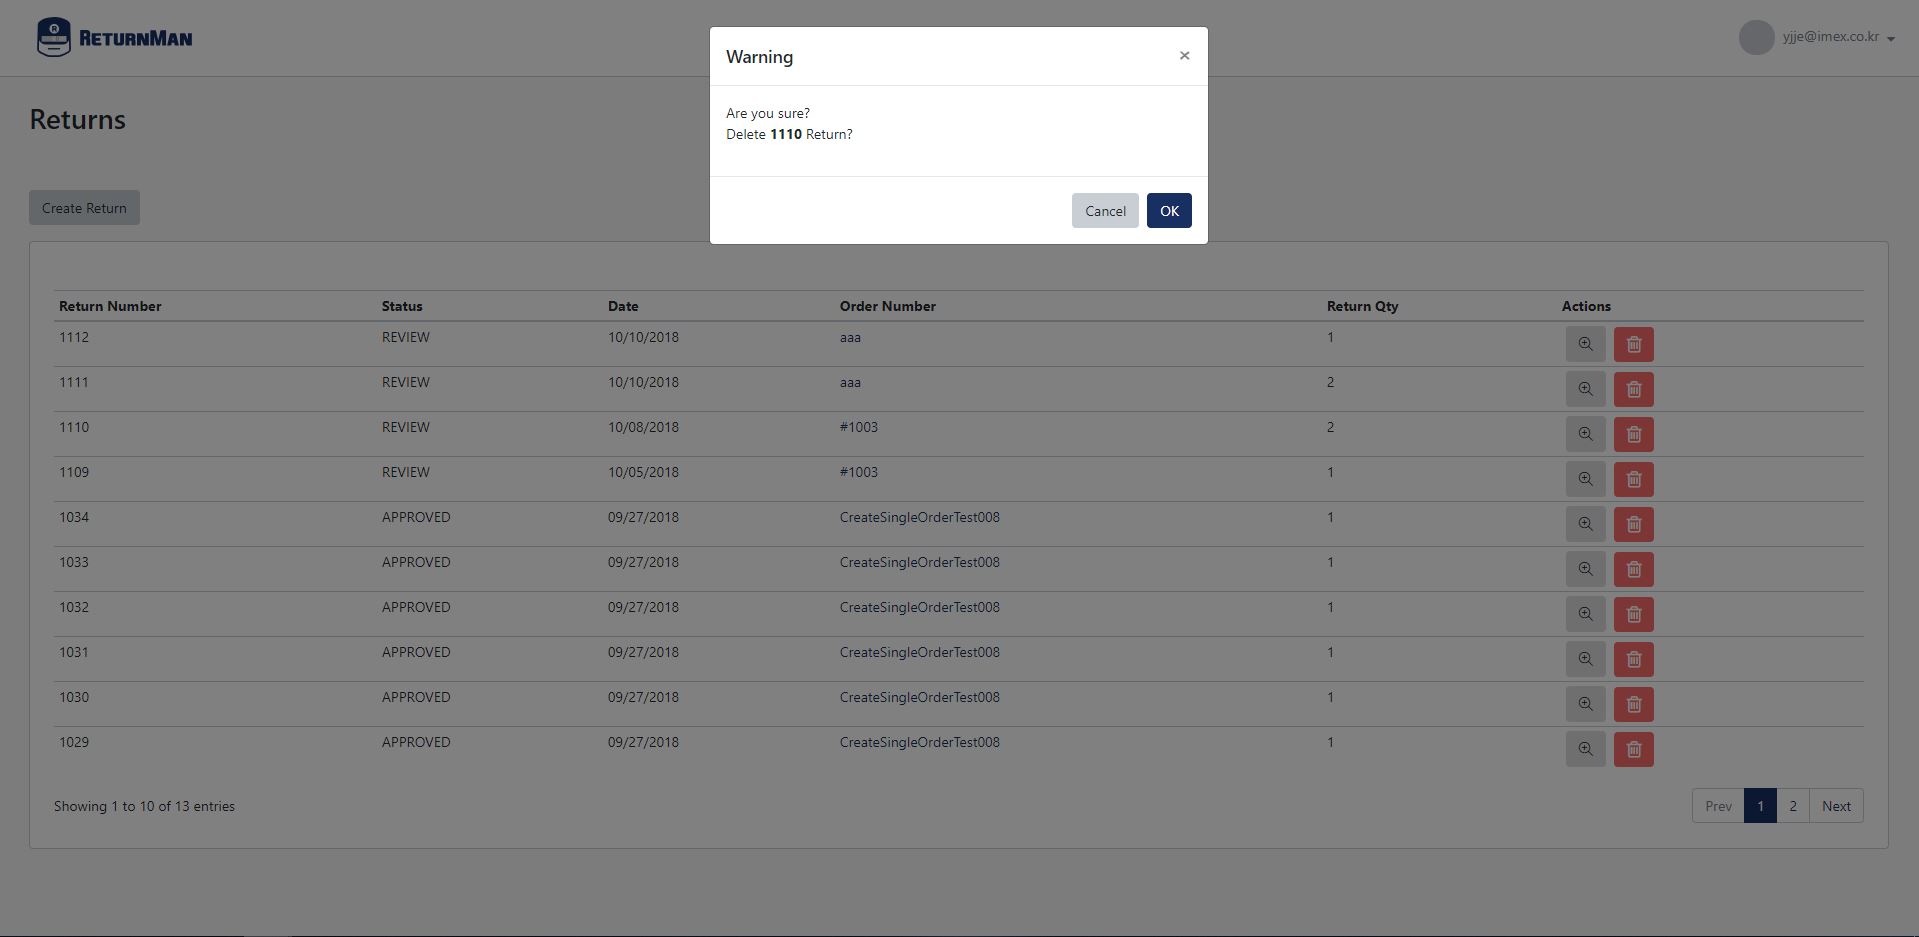 RETURNMAN
yjje@imex.co.kr
Warning
×
Are you sure?
Delete 1110 Return?
Cancel OK
Returns
Create Return
Return Number Status Date Order Number Return Qty Actions
1112 REVIEW 10/10/2018 aaa 1
1111 REVIEW 10/10/2018 aaa 2
1110 REVIEW 10/08/2018 #1003 2
1109 REVIEW 10/05/2018 #1003 1
1034 APPROVED 09/27/2018 CreateSingleOrderTest008 1
1033 APPROVED 09/27/2018 CreateSingleOrderTest008 1
1032 APPROVED 09/27/2018 CreateSingleOrderTest008 1
1031 APPROVED 09/27/2018 CreateSingleOrderTest008 1
1030 APPROVED 09/27/2018 CreateSingleOrderTest008 1
1029 APPROVED 09/27/2018 CreateSingleOrderTest008 1
Showing 1 to 10 of 13 entries
Prev 1 2 Next